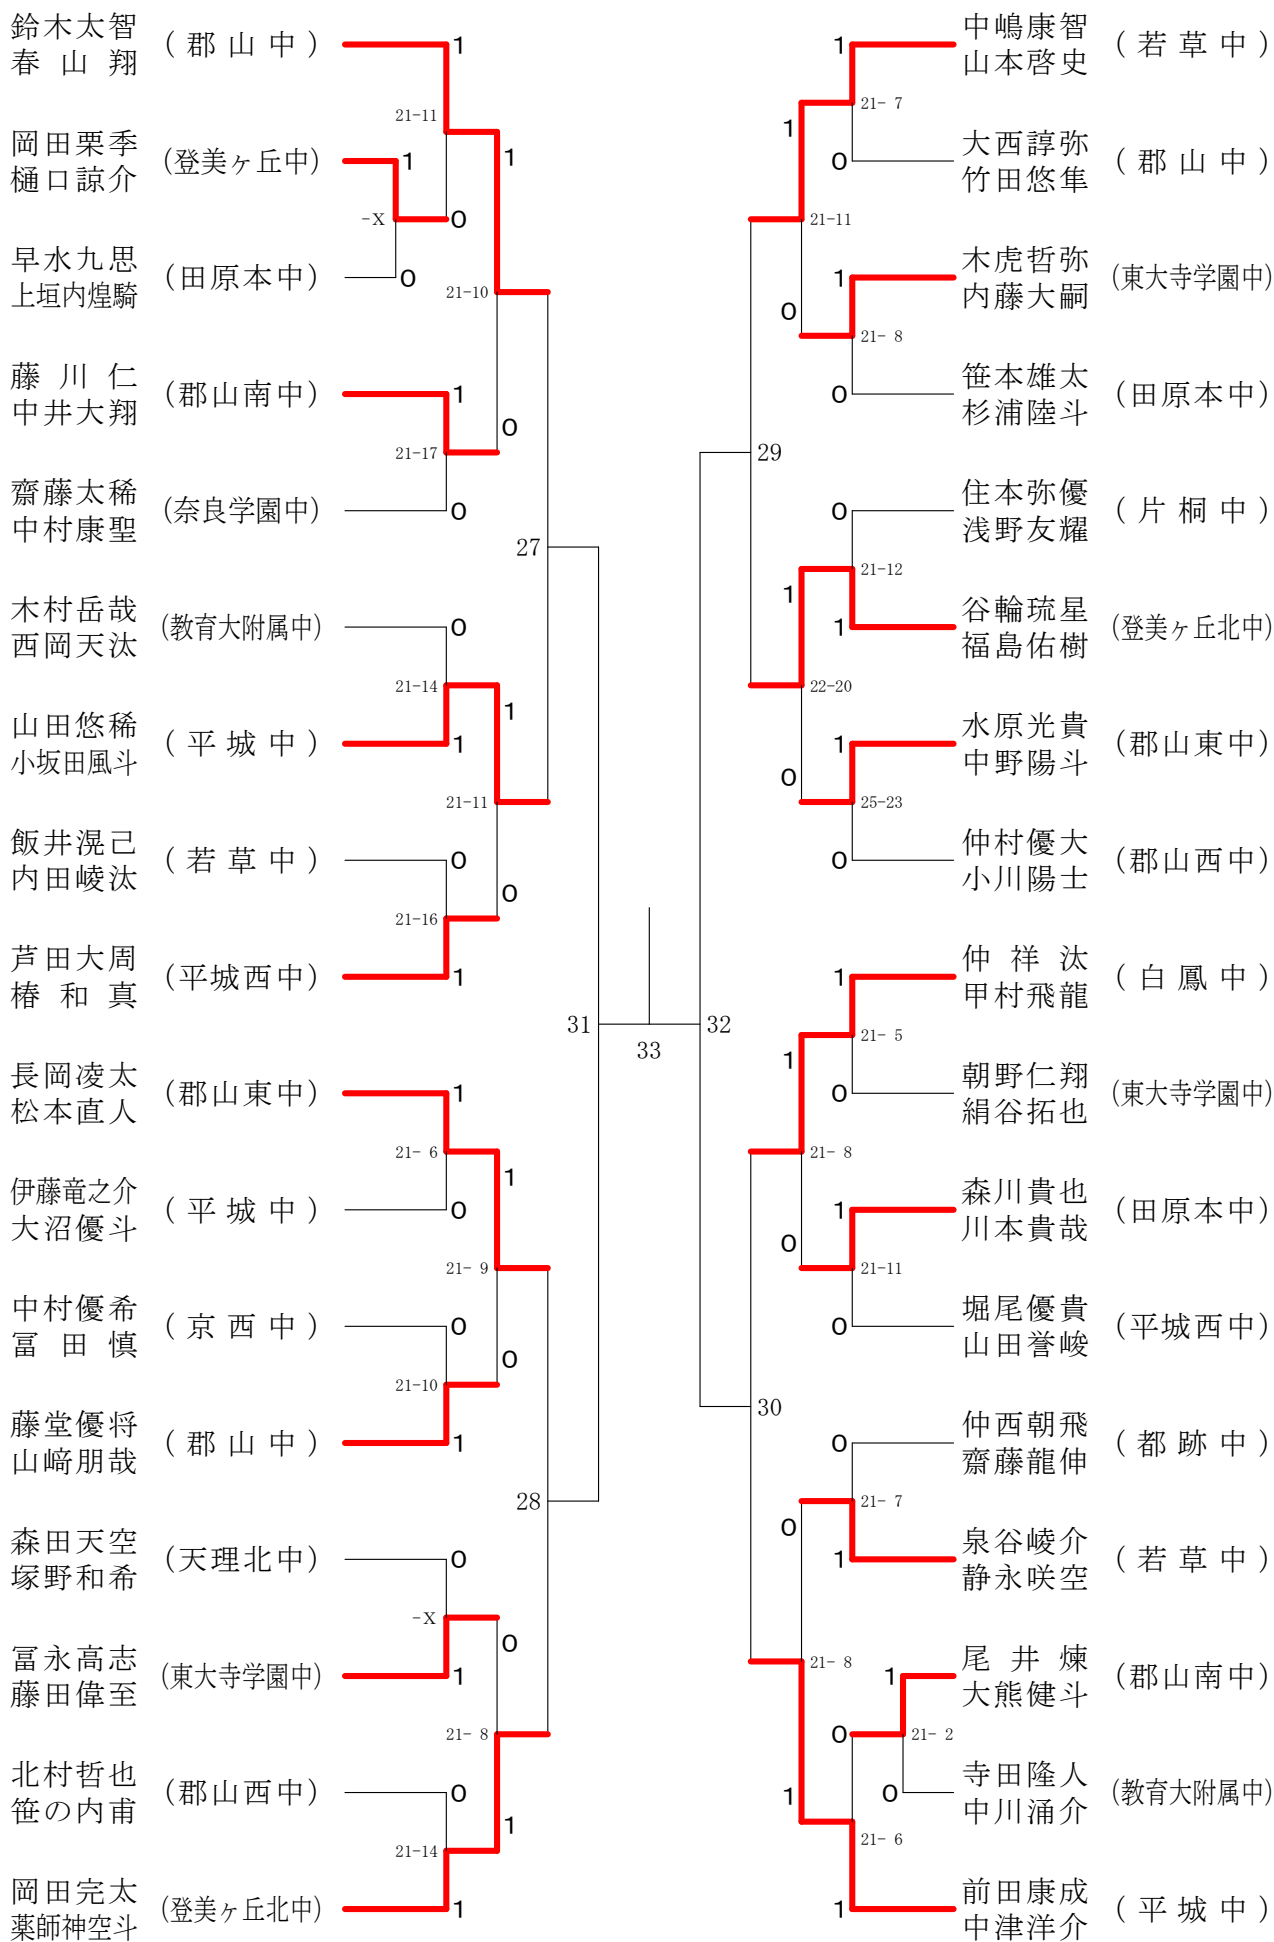 鈴木太智
春山翔
(郡山中)
1
21-11
岡田栗季
樋口諒介
(登美ヶ丘中)
1
1
-X
0
早水九思
上垣内煌騎
(田原本中)
0
21-10
藤川仁
中井大翔
(郡山南中)
1
0
21-17
齋藤太稀
中村康聖
(奈良学園中)
0
27
木村岳哉
西岡天汰
(教育大附属中)
0
21-14
1
山田悠稀
小坂田風斗
(平城中)
1
21-11
飯井滉己
内田崚汰
(若草中)
0
0
21-16
芦田大周
椿和真
(平城西中)
1
31
33
長岡凌太
松本直人
(郡山東中)
1
21- 6
1
伊藤竜之介
大沼優斗
(平城中)
0
21- 9
中村優希
冨田慎
(京西中)
0
0
21-10
藤堂優将
山﨑朋哉
(郡山中)
1
28
森田天空
塚野和希
(天理北中)
0
-X
0
冨永高志
藤田偉至
(東大寺学園中)
1
21- 8
北村哲也
笹の内甫
(郡山西中)
0
1
21-14
岡田完太
薬師神空斗
(登美ヶ丘北中)
1
1
中嶋康智
山本啓史
(若草中)
21- 7
1
0
大西諄弥
竹田悠隼
(郡山中)
21-11
1
木虎哲弥
内藤大嗣
(東大寺学園中)
0
21- 8
0
笹本雄太
杉浦陸斗
(田原本中)
29
0
住本弥優
浅野友耀
(片桐中)
21-12
1
1
谷輪琉星
福島佑樹
(登美ヶ丘北中)
22-20
1
水原光貴
中野陽斗
(郡山東中)
0
25-23
0
仲村優大
小川陽士
(郡山西中)
1
仲祥汰
甲村飛龍
(白鳳中)
32
21- 5
1
0
朝野仁翔
絹谷拓也
(東大寺学園中)
21- 8
1
森川貴也
川本貴哉
(田原本中)
0
21-11
0
堀尾優貴
山田誉峻
(平城西中)
30
0
仲西朝飛
齋藤龍伸
(都跡中)
21- 7
0
1
泉谷崚介
静永咲空
(若草中)
21- 8
1
尾井煉
大熊健斗
(郡山南中)
0
21- 2
0
寺田隆人
中川涌介
(教育大附属中)
1
21- 6
1
前田康成
中津洋介
(平城中)